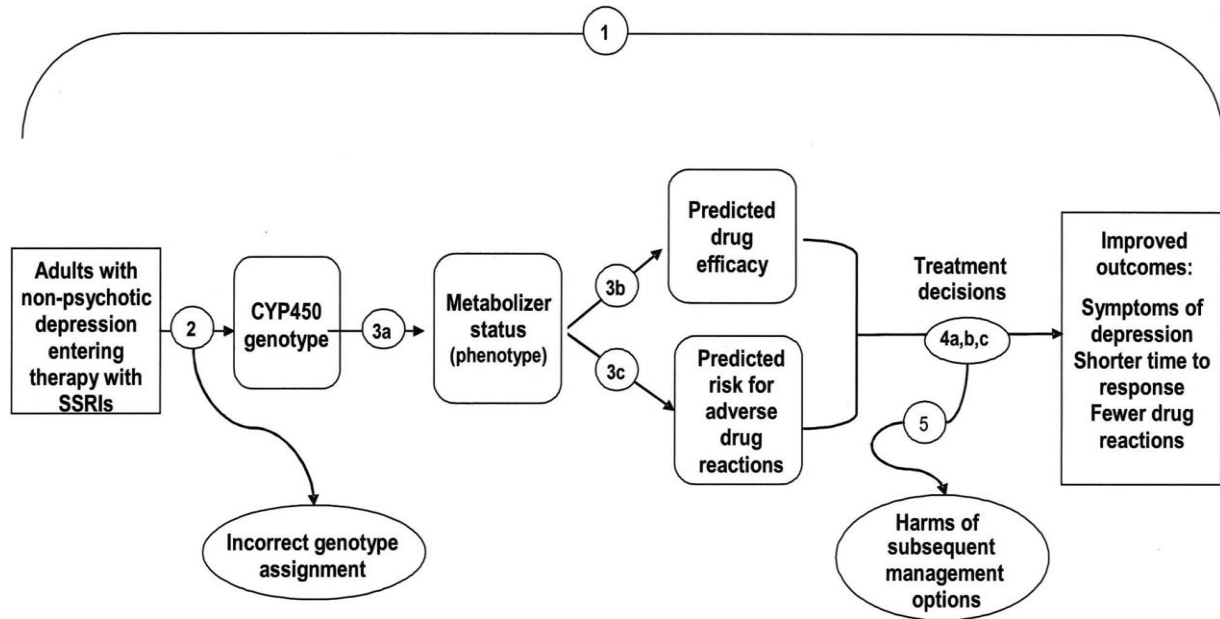 1
Adults with
non-psychotic
depression
entering
therapy with
SSRIs
2
CYP450
genotype
3a
Metabolizer
status
(phenotype)
3b
3c
Predicted
drug
efficacy
Predicted
risk for
adverse
drug
reactions
Treatment
decisions
4a,b,c
5
Improved
outcomes:
Symptoms of
depression
Shorter time to
response
Fewer drug
reactions
Incorrect genotype
assignment
Harms of
subsequent
management
options